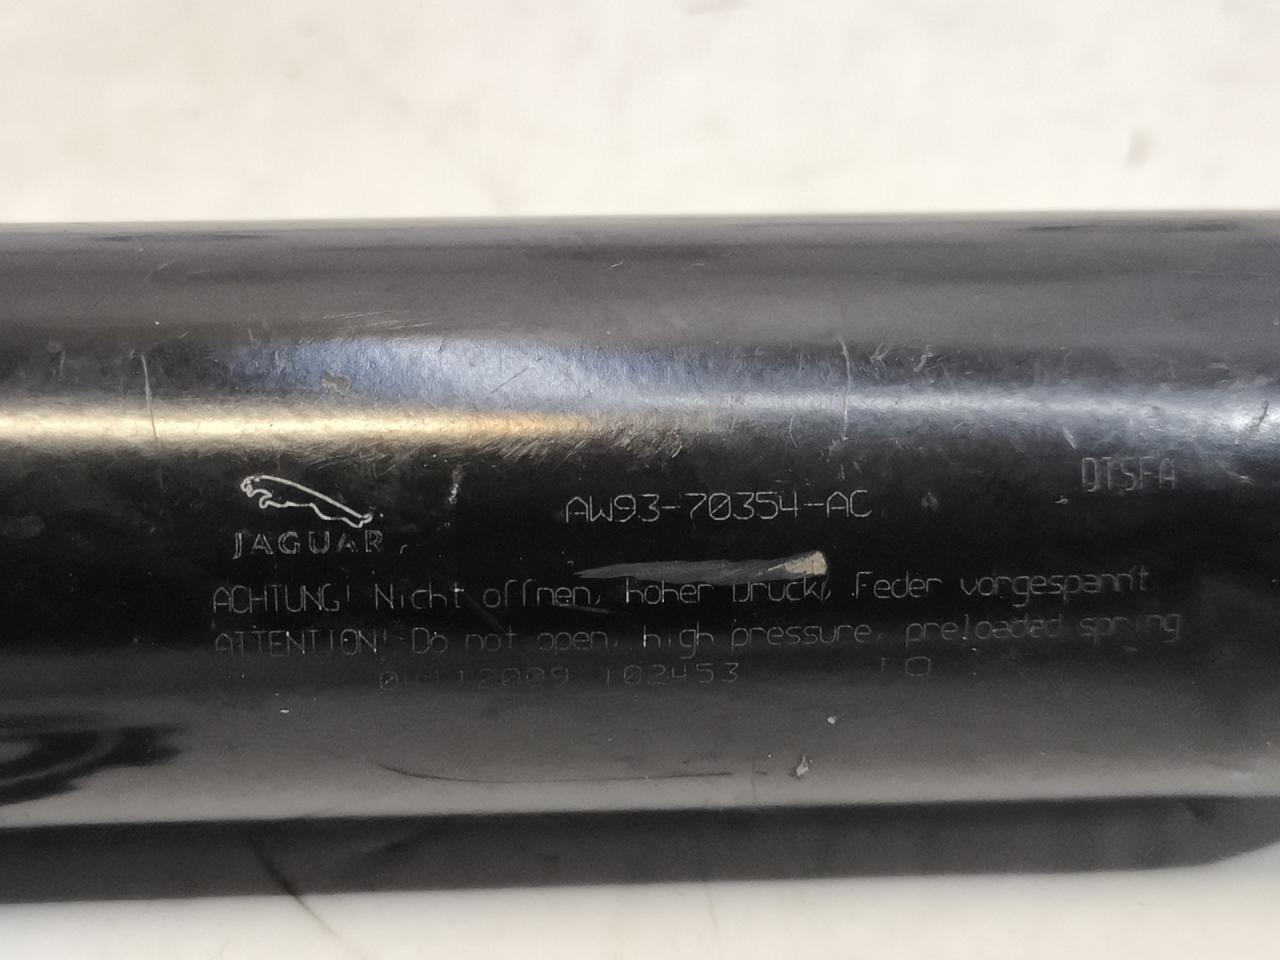 DTSFA
AW93-70354-AC
JAGUAR
ACHTUNG! Nicht offnen, hoher Druck, Feder vorgespannt
ATTENTION! Do not open, high pressure, preloaded spring
102453